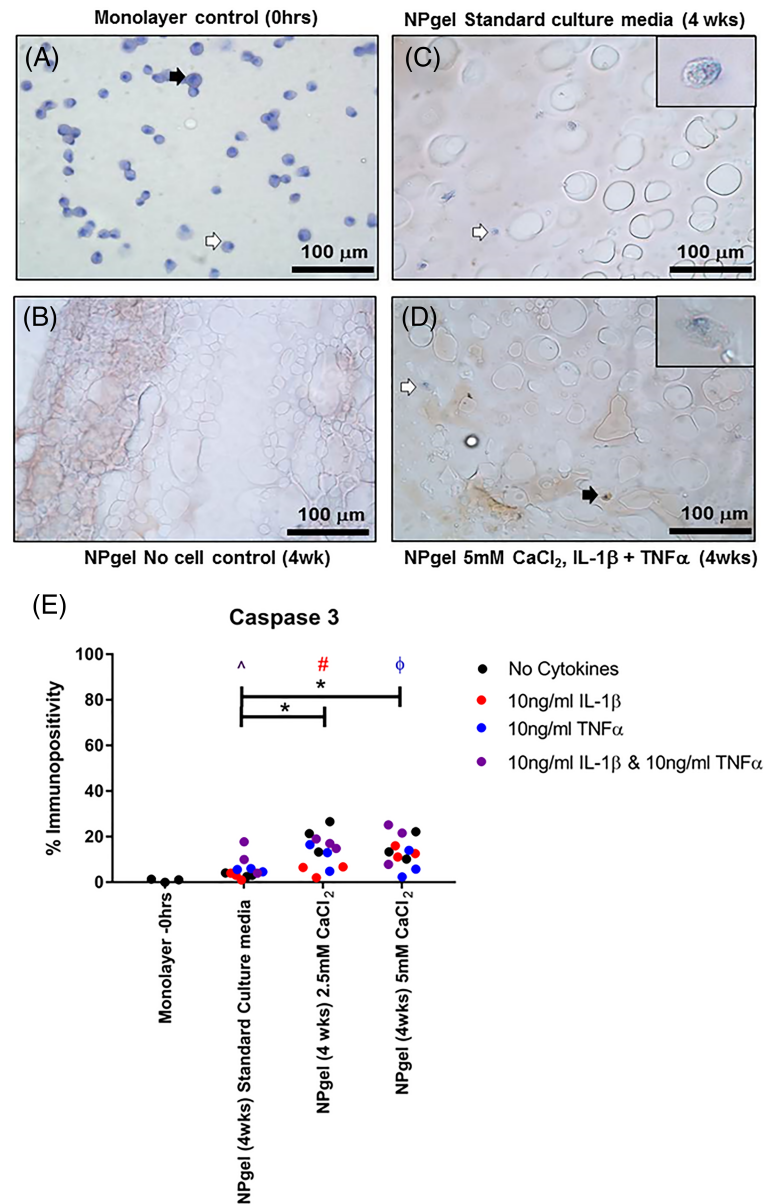 Monolayer control (0hrs)
NPgel Standard culture media (4 wks)
(A)
(C)
100 μm
100 μm
(B)
(D)
100 μm
100 μm
NPgel No cell control (4wk)
NPgel 5mM CaCl₂, IL-1β + TNFα (4wks)
(E)
Caspase 3
% Immunopositivity
100
80
60
40
20
0
^
#
ϕ
*
*
No Cytokines
10ng/ml IL-1β
10ng/ml TNFα
10ng/ml IL-1β & 10ng/ml TNFα
Monolayer -0hrs
NPgel (4wks) Standard Culture media
NPgel (4 wks) 2.5mM CaCl₂
NPgel (4wks) 5mM CaCl₂